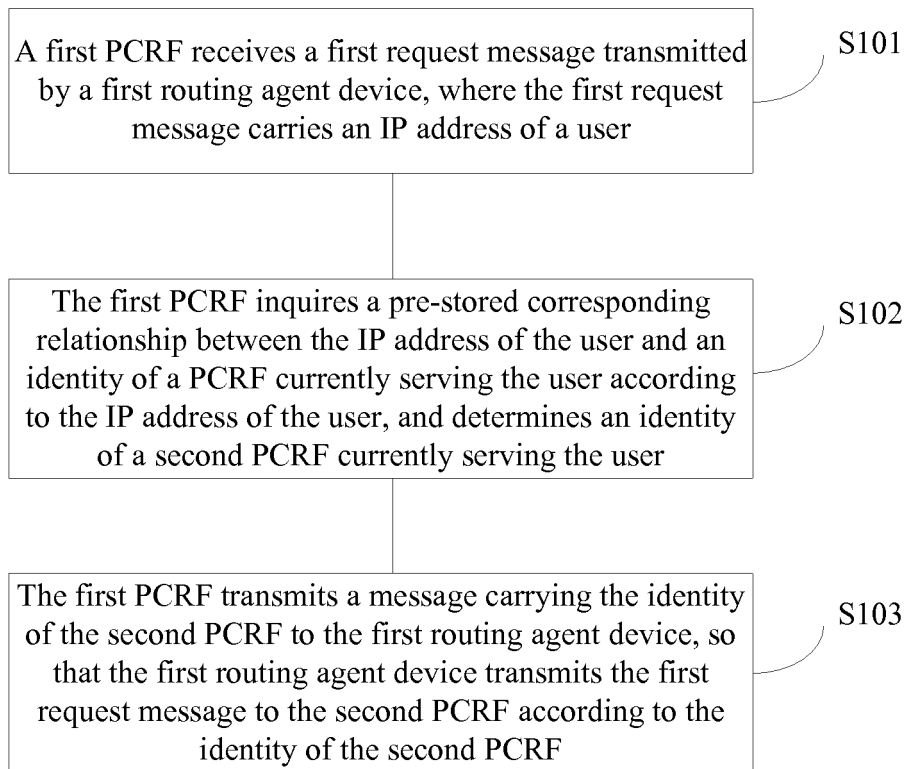 A first PCRF receives a first request message transmitted
by a first routing agent device, where the first request
message carries an IP address of a user
S101
The first PCRF inquires a pre-stored corresponding
relationship between the IP address of the user and an
identity of a PCRF currently serving the user according
to the IP address of the user, and determines an identity
of a second PCRF currently serving the user
S102
The first PCRF transmits a message carrying the identity
of the second PCRF to the first routing agent device, so
that the first routing agent device transmits the first
request message to the second PCRF according to the
identity of the second PCRF
S103